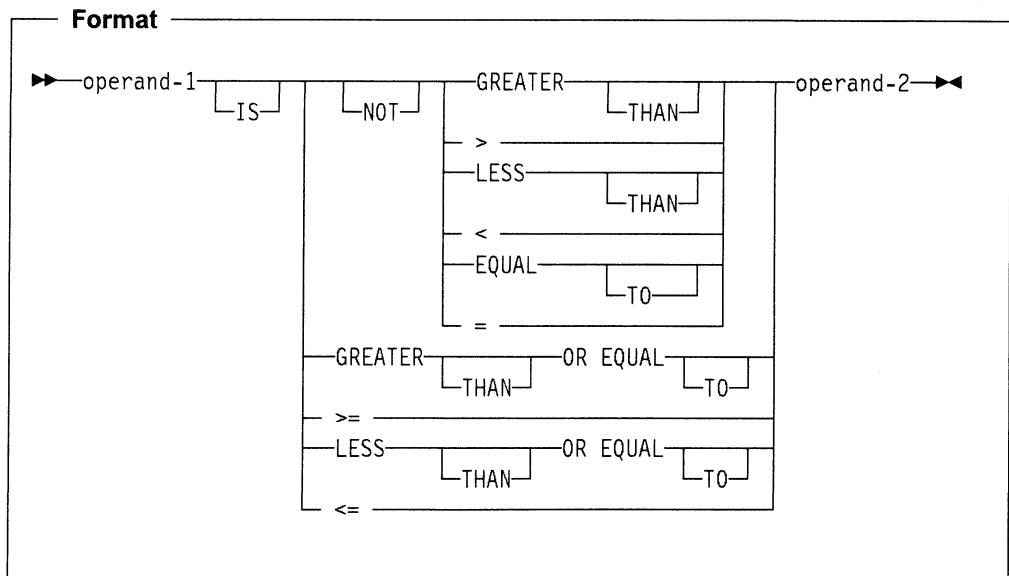 Format
operand-1 GREATER operand-2
IS NOT THAN
>
LESS
THAN
<
EQUAL
TO
=
GREATER OR EQUAL
THAN TO
>=
LESS OR EQUAL
THAN TO
<=